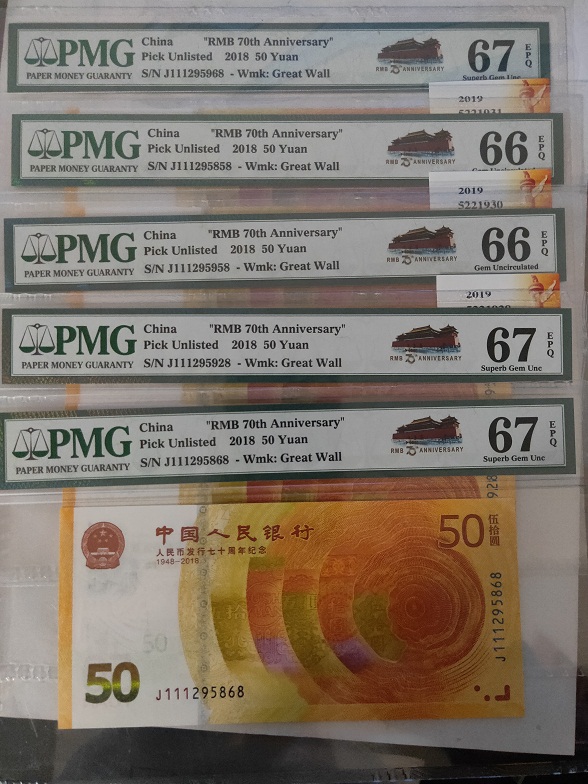 PMG
PAPER MONEY GUARANTY
China "RMB 70th Anniversary"
Pick Unlisted 2018 50 Yuan
S/N J111295968 - Wmk: Great Wall
RMB 70 ANNIVERSARY
67 EPQ
Superb Gem Unc
2019
5221931
PMG
PAPER MONEY GUARANTY
China "RMB 70th Anniversary"
Pick Unlisted 2018 50 Yuan
S/N J111295858 - Wmk: Great Wall
RMB 70 ANNIVERSARY
66 EPQ
2019
5221930
PMG
PAPER MONEY GUARANTY
China "RMB 70th Anniversary"
Pick Unlisted 2018 50 Yuan
S/N J111295958 - Wmk: Great Wall
RMB 70 ANNIVERSARY
66 EPQ
Gem Uncirculated
2019
PMG
PAPER MONEY GUARANTY
China "RMB 70th Anniversary"
Pick Unlisted 2018 50 Yuan
S/N J111295928 - Wmk: Great Wall
RMB 70 ANNIVERSARY
67 EPQ
Superb Gem Unc
PMG
PAPER MONEY GUARANTY
China "RMB 70th Anniversary"
Pick Unlisted 2018 50 Yuan
S/N J111295868 - Wmk: Great Wall
RMB 70 ANNIVERSARY
67 EPQ
Superb Gem Unc
中国人民银行
人民币发行七十周年纪念
1948-2018
50 伍拾圆
J111295868
50
50
J111295868